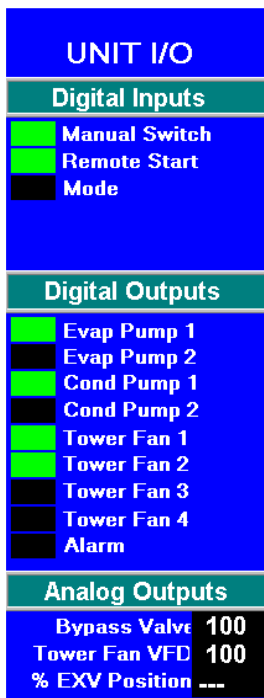 UNIT I/O
Digital Inputs
Manual Switch
Remote Start
Mode
Digital Outputs
Evap Pump 1
Evap Pump 2
Cond Pump 1
Cond Pump 2
Tower Fan 1
Tower Fan 2
Tower Fan 3
Tower Fan 4
Alarm
Analog Outputs
Bypass Valve 100
Tower Fan VFD 100
% EXV Position ---